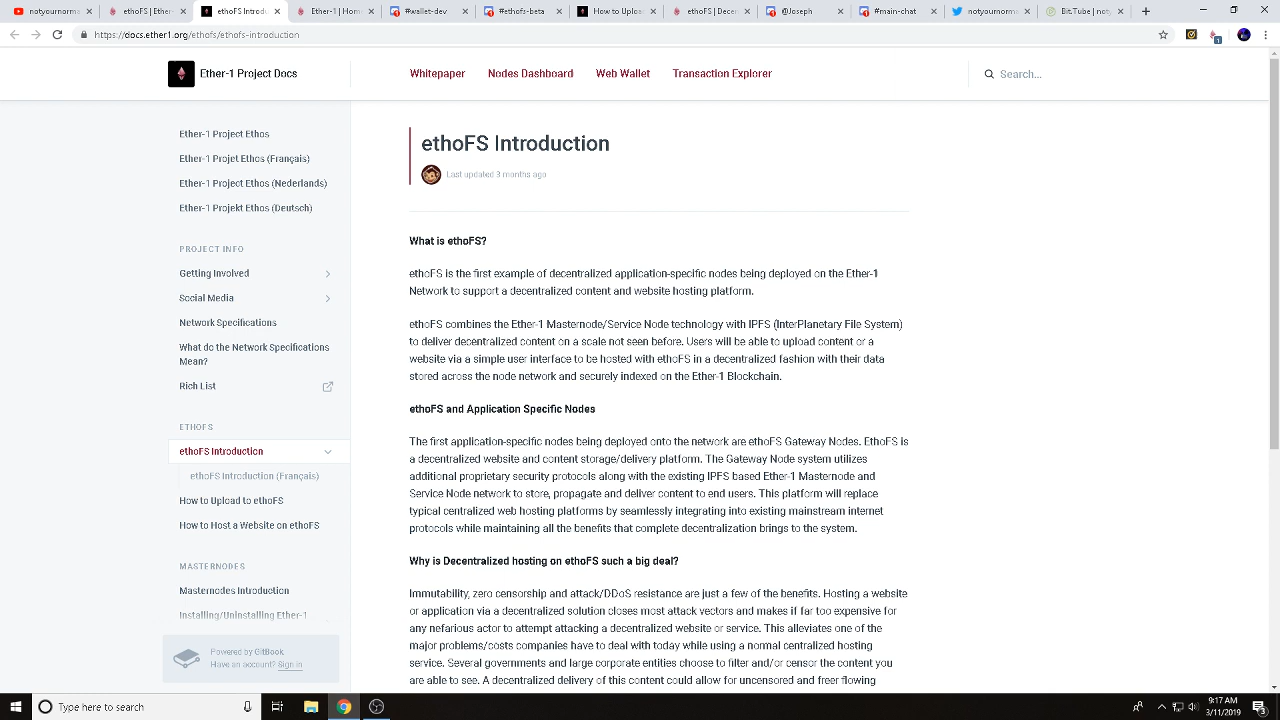 notyournorm
ethoFS | Ether
ethoFS Introdu
Ether-1 | Home
#wallet-dev
#ethofs-beta
How to Upload
ethoFS | Decen
@Joseph
#main-chat
notyournorm
Bit.Tube | noty
https://docs.ether1.org/ethofs/ethofs-introduction
Ether-1 Project Docs
Whitepaper
Nodes Dashboard
Web Wallet
Transaction Explorer
Search...
Ether-1 Project Ethos
Ether-1 Projet Ethos (Français)
Ether-1 Project Ethos (Nederlands)
Ether-1 Projekt Ethos (Deutsch)
PROJECT INFO
Getting Involved
Social Media
Network Specifications
What do the Network Specifications
Mean?
Rich List
ETHOFS
ethoFS Introduction
ethoFS Introduction (Français)
How to Upload to ethoFS
How to Host a Website on ethoFS
MASTERNODES
Masternodes Introduction
Installing/Uninstalling Ether-1
Powered by GitBook
Have an account? Sign in
ethoFS Introduction
Last updated 3 months ago
What is ethoFS?
ethoFS is the first example of decentralized application-specific nodes being deployed on the Ether-1
Network to support a decentralized content and website hosting platform.
ethoFS combines the Ether-1 Masternode/Service Node technology with IPFS (InterPlanetary File System)
to deliver decentralized content on a scale not seen before. Users will be able to upload content or a
website via a simple user interface to be hosted with ethoFS in a decentralized fashion with their data
stored across the node network and securely indexed on the Ether-1 Blockchain.
ethoFS and Application Specific Nodes
The first application-specific nodes being deployed onto the network are ethoFS Gateway Nodes. EthoFS is
a decentralized website and content storage/delivery platform. The Gateway Node system utilizes
additional proprietary security protocols along with the existing IPFS based Ether-1 Masternode and
Service Node network to store, propagate and deliver content to end users. This platform will replace
typical centralized web hosting platforms by seamlessly integrating into existing mainstream internet
protocols while maintaining all the benefits that complete decentralization brings to the system.
Why is Decentralized hosting on ethoFS such a big deal?
Immutability, zero censorship and attack/DDoS resistance are just a few of the benefits. Hosting a website
or application via a decentralized solution closes most attack vectors and makes if far too expensive for
any nefarious actor to attempt attacking a decentralized website or service. This alleviates one of the
major problems/costs companies have to deal with today while using a normal centralized hosting
service. Several governments and large corporate entities choose to filter and/or censor the content you
are able to see. A decentralized delivery of this content could allow for uncensored and free flowing
Type here to search
9:17 AM
3/11/2019